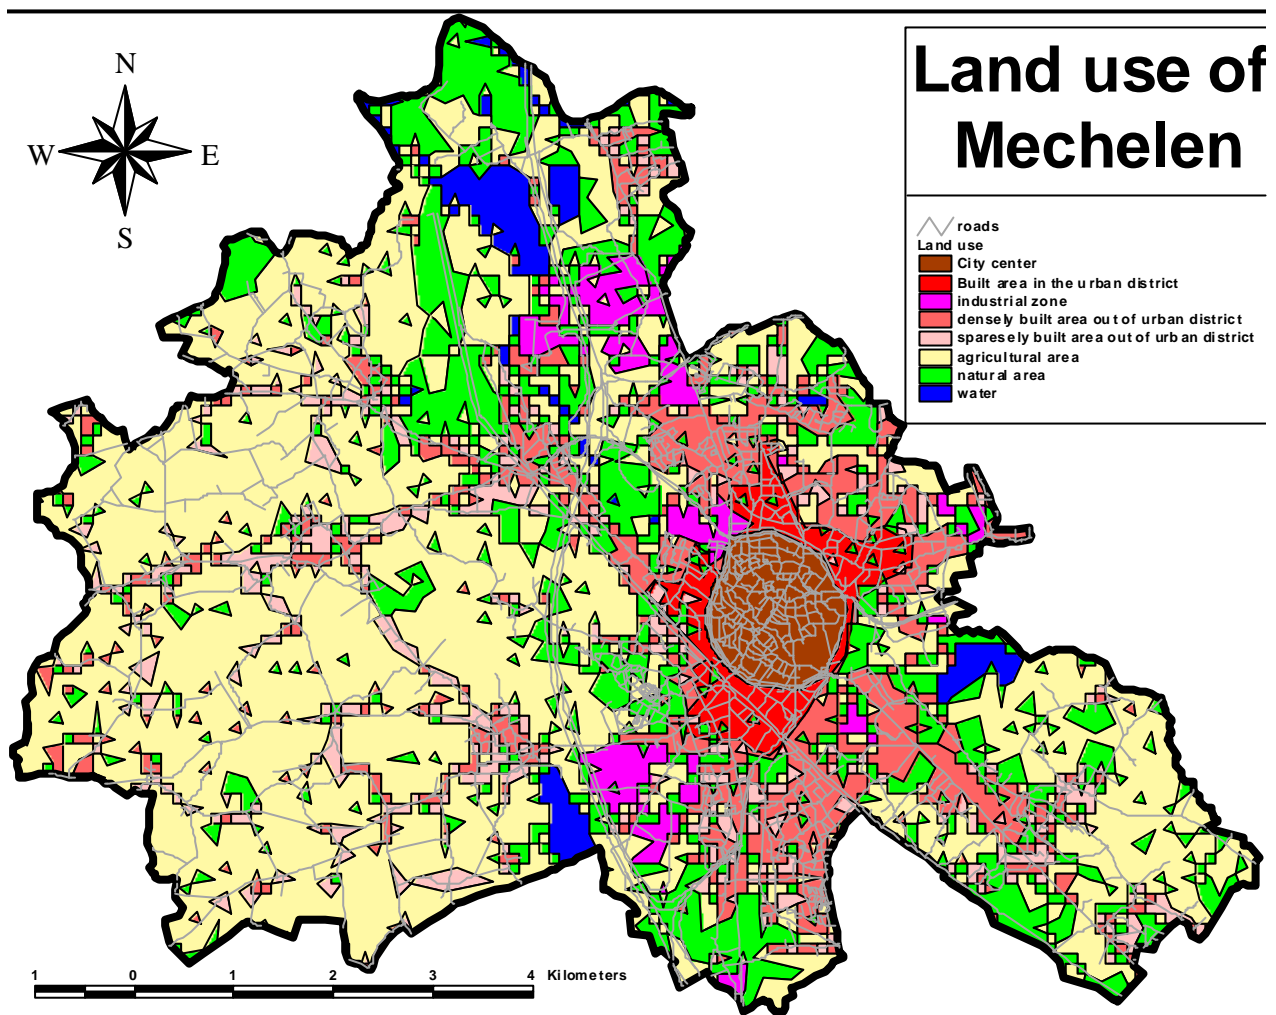 Land use of
Mechelen
N
W E
S
roads
Land use
City center
Built area in the urban district
industrial zone
densely built area out of urban district
sparesely built area out of urban district
agricultural area
natural area
water
1 0 1 2 3 4 Kilometers